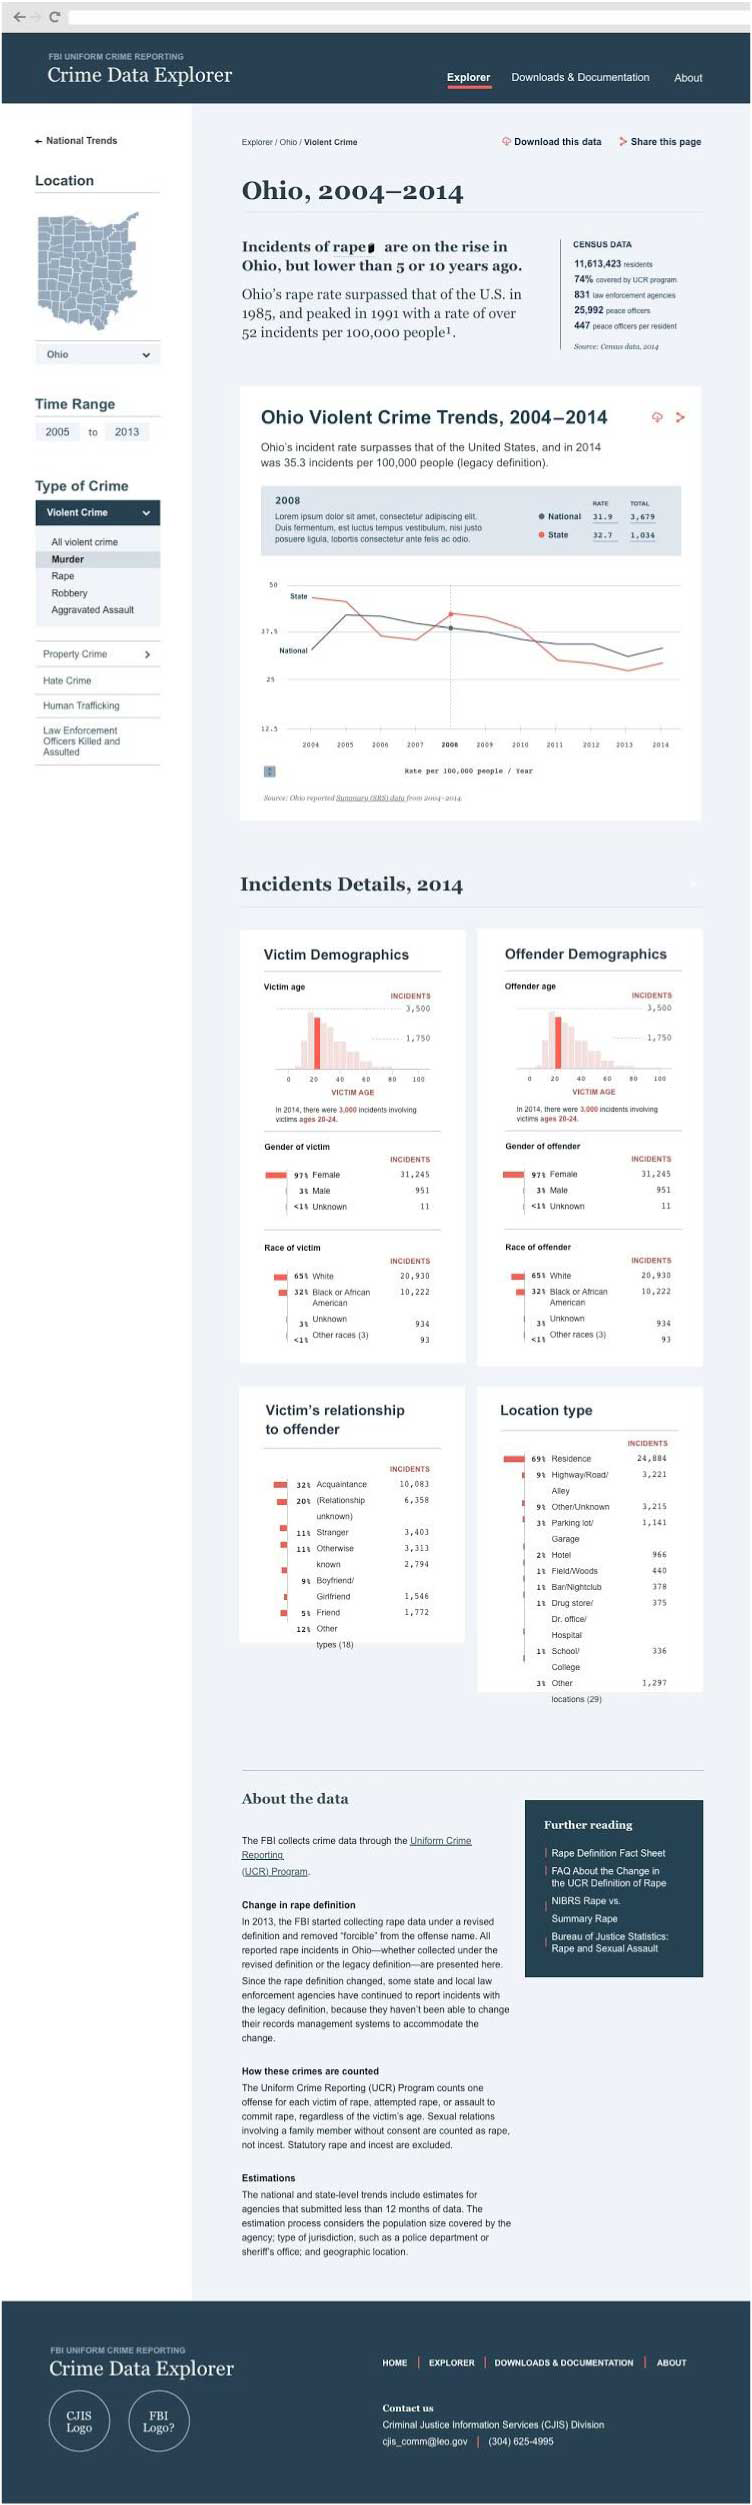 FBI UNIFORM CRIME REPORTING
Crime Data Explorer
Explorer
Downloads & Documentation
About
National Trends
Location
Ohio
Time Range
2005 to 2013
Type of Crime
Violent Crime
All violent crime
Murder
Rape
Robbery
Aggravated Assault
Property Crime
Hate Crime
Human Trafficking
Law Enforcement
Officers Killed and
Assulted
Explorer / Ohio / Violent Crime
Download this data
Share this page
Ohio, 2004–2014
Incidents of rape are on the rise in
Ohio, but lower than 5 or 10 years ago.
Ohio's rape rate surpassed that of the U.S. in
1985, and peaked in 1991 with a rate of over
52 incidents per 100,000 people¹.
CENSUS DATA
11,613,423 residents
74% covered by UCR program
831 law enforcement agencies
25,992 peace officers
447 peace officers per resident
Source: Census data, 2014
Ohio Violent Crime Trends, 2004–2014
Ohio's incident rate surpasses that of the United States, and in 2014
was 35.3 incidents per 100,000 people (legacy definition).
2008
Lorem ipsum dolor sit amet, consectetur adipiscing elit.
Duis fermentum, est luctus tempus vestibulum, nisi justo
posuere ligula, lobortis consectetur ante felis ac odio.
RATE TOTAL
National 31.9 3,679
State 32.7 1,034
50
State
37.5
National
25
12.5
2004 2005 2006 2007 2008 2009 2010 2011 2012 2013 2014
Rate per 100,000 people / Year
Source: Ohio reported Summary (SRS) data from 2004–2014.
Incidents Details, 2014
Victim Demographics
Victim age
INCIDENTS
3,500
1,750
0 20 40 60 80 100
VICTIM AGE
In 2014, there were 3,000 incidents involving
victims ages 20-24.
Gender of victim
INCIDENTS
97% Female 31,245
3% Male 951
<1% Unknown 11
Race of victim
INCIDENTS
65% White 20,930
32% Black or African 10,222
American
Unknown
3% 934
Other races (3)
<1% 93
Offender Demographics
Offender age
INCIDENTS
3,500
1,750
0 20 40 60 80 100
VICTIM AGE
In 2014, there were 3,000 incidents involving
victims ages 20-24.
Gender of offender
INCIDENTS
97% Female 31,245
3% Male 951
<1% Unknown 11
Race of offender
INCIDENTS
65% White 20,930
32% Black or African 10,222
American
Unknown
3% 934
Other races (3)
<1% 93
Victim's relationship
to offender
INCIDENTS
32% Acquaintance 10,083
20% (Relationship 6,358
unknown)
11% Stranger 3,403
11% Otherwise 3,313
known 2,794
9% Boyfriend/
Girlfriend 1,546
5% Friend 1,772
12% Other
types (18)
Location type
INCIDENTS
69% Residence 24,884
9% Highway/Road/ 3,221
Alley
9% Other/Unknown 3,215
3% Parking lot/ 1,141
Garage
2% Hotel 966
1% Field/Woods 440
1% Bar/Nightclub 378
1% Drug store/ 375
Dr. office/
Hospital
1% School/ 336
College
3% Other 1,297
locations (29)
About the data
The FBI collects crime data through the Uniform Crime
Reporting
(UCR) Program.
Change in rape definition
In 2013, the FBI started collecting rape data under a revised
definition and removed “forcible” from the offense name. All
reported rape incidents in Ohio—whether collected under the
revised definition or the legacy definition—are presented here.
Since the rape definition changed, some state and local law
enforcement agencies have continued to report incidents with
the legacy definition, because they haven't been able to change
their records management systems to accommodate the
change.
How these crimes are counted
The Uniform Crime Reporting (UCR) Program counts one
offense for each victim of rape, attempted rape, or assault to
commit rape, regardless of the victim's age. Sexual relations
involving a family member without consent are counted as rape,
not incest. Statutory rape and incest are excluded.
Estimations
The national and state-level trends include estimates for
agencies that submitted less than 12 months of data. The
estimation process considers the population size covered by the
agency; type of jurisdiction, such as a police department or
sheriff's office; and geographic location.
Further reading
Rape Definition Fact Sheet
FAQ About the Change in
the UCR Definition of Rape
NIBRS Rape vs.
Summary Rape
Bureau of Justice Statistics:
Rape and Sexual Assault
FBI UNIFORM CRIME REPORTING
Crime Data Explorer
CJIS
Logo
FBI
Logo?
HOME | EXPLORER | DOWNLOADS & DOCUMENTATION | ABOUT
Contact us
Criminal Justice Information Services (CJIS) Division
cjis_comm@leo.gov | (304) 625-4995